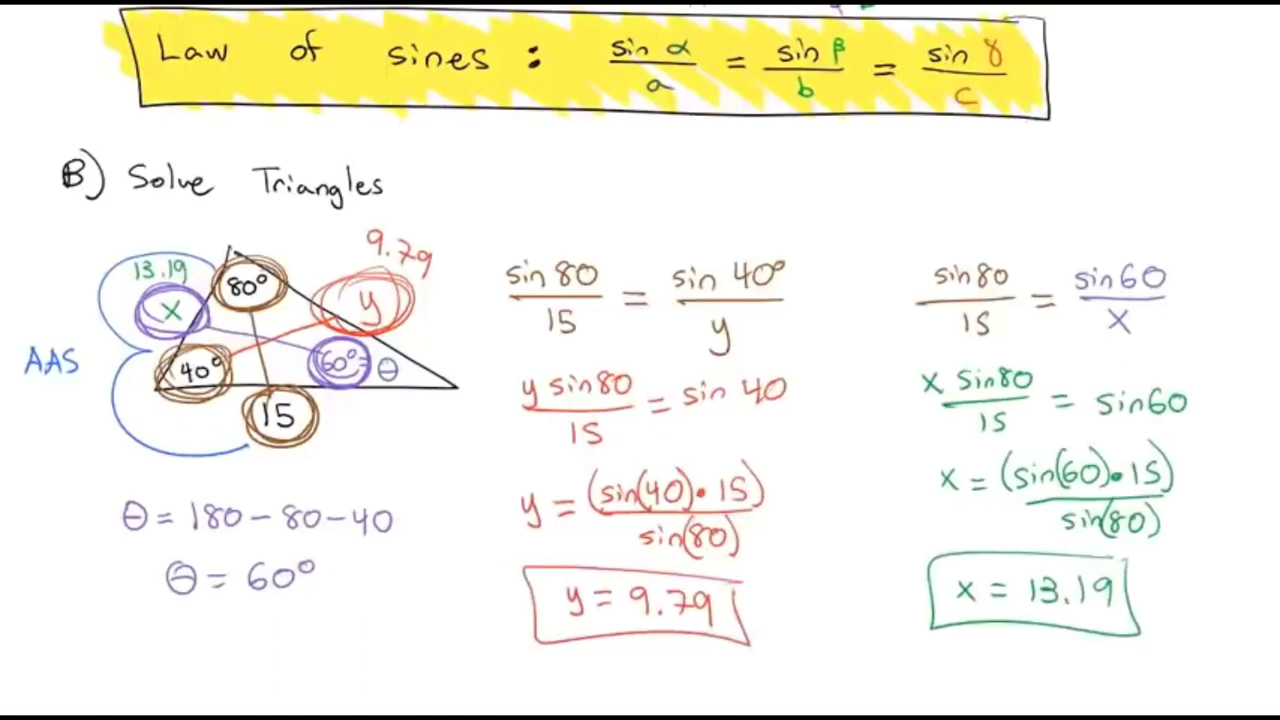 Law of sines : sin α / a = sin β / b = sin γ / c
B) Solve Triangles
9.79
13.19
80°
x
y
AAS
40°
60° = θ
15
θ = 180 - 80 - 40
θ = 60°
sin 80 / 15 = sin 40° / y
y sin 80 / 15 = sin 40
y = (sin(40) • 15) / sin(80)
y = 9.79
sin 80 / 15 = sin 60 / x
x sin 80 / 15 = sin 60
x = (sin(60) • 15) / sin(80)
x = 13.19